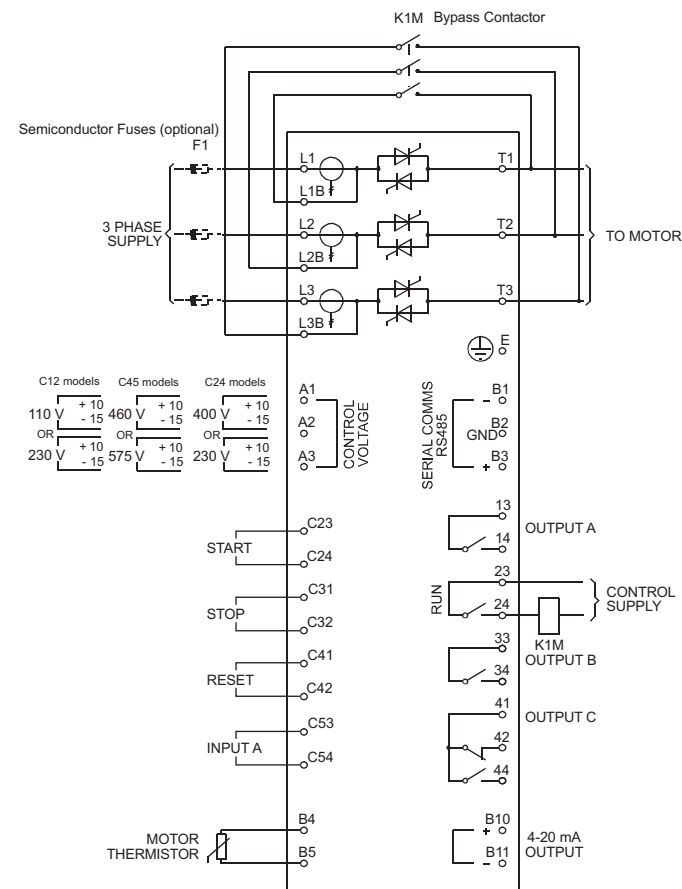 K1M Bypass Contactor
Semiconductor Fuses (optional)
F1
L1
T1
L1B
3 PHASE
SUPPLY
L2
T2
L2B
TO MOTOR
L3
T3
L3B
E
C12 models
110 V + 10 - 15
OR
230 V + 10 - 15
C45 models
460 V + 10 - 15
OR
575 V + 10 - 15
C24 models
400 V + 10 - 15
OR
230 V + 10 - 15
A1
A2
A3
CONTROL
VOLTAGE
SERIAL COMMS
RS485
- B1
GND B2
+ B3
START
C23
C24
STOP
C31
C32
RESET
C41
C42
INPUT A
C53
C54
MOTOR
THERMISTOR
B4
B5
13
14
OUTPUT A
RUN
23
24
CONTROL
SUPPLY
K1M
33
34
OUTPUT B
41
42
44
OUTPUT C
B10
+
B11
-
4-20 mA
OUTPUT